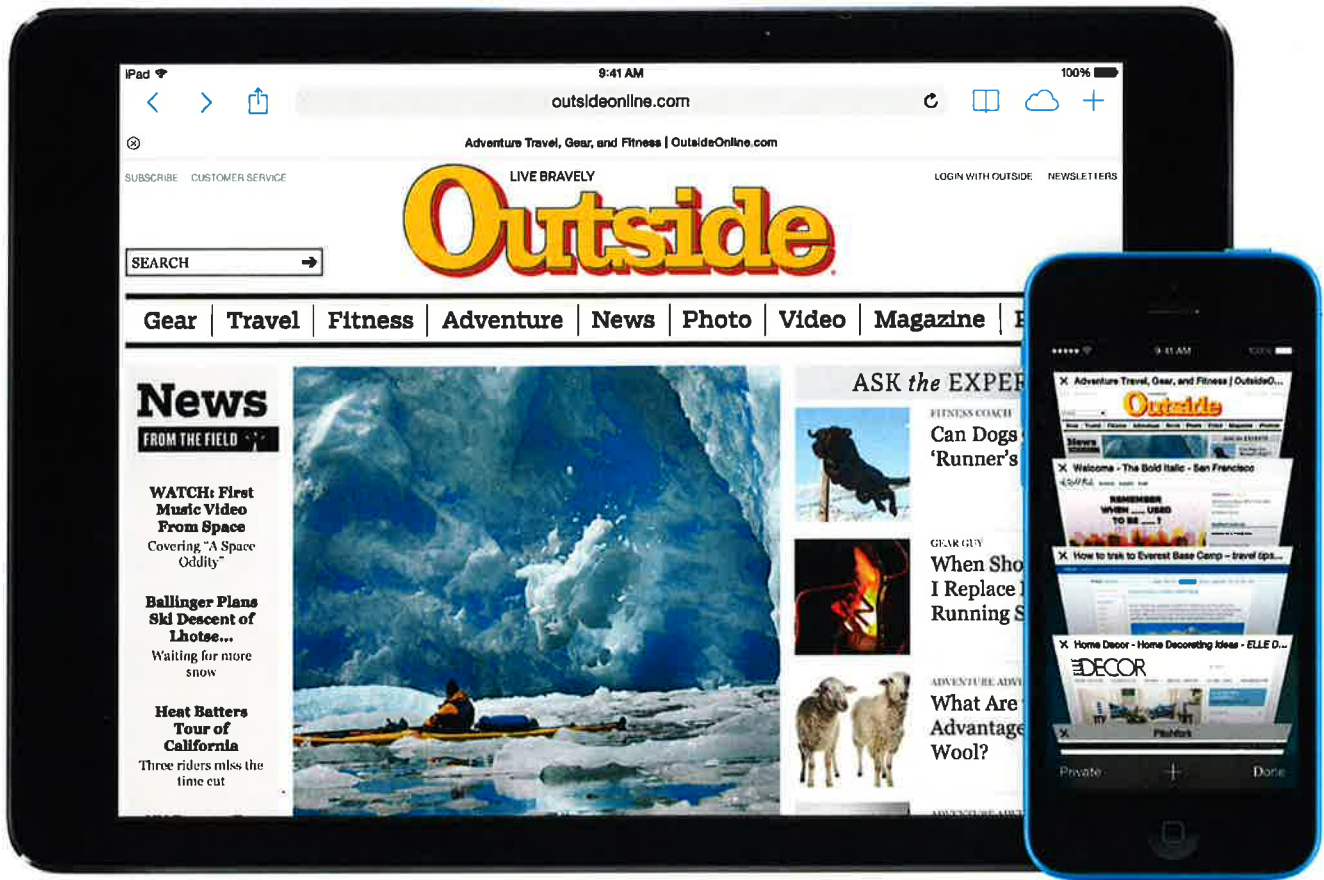 iPad
9:41 AM
100%
outsideonline.com
Adventure Travel, Gear, and Fitness | OutsideOnline.com
SUBSCRIBE CUSTOMER SERVICE
LIVE BRAVELY
LOGIN WITH OUTSIDE NEWSLETTERS
Outside
SEARCH
Gear | Travel | Fitness | Adventure | News | Photo | Video | Magazine
News
FROM THE FIELD
WATCH: First
Music Video
From Space
Covering "A Space
Oddity"
Ballinger Plans
Ski Descent of
Lhotse...
Waiting for more
snow
Heat Batters
Tour of
California
Three riders miss the
time cut
ASK the EXPER
FITNESS COACH
Can Dogs
'Runner's
GEAR GUY
When Sho
I Replace
Running S
ADVENTURE ADVI
What Are
Advantage
Wool?
9:41 AM
100%
X Adventure Travel, Gear, and Fitness | OutsideO...
Outside
News
X Welcome - The Bold Italic - San Francisco
REMEMBER
WHEN ..... USED
TO BE ..... ?
X How to trek to Everest Base Camp – travel tips...
X Home Decor - Home Decorating Ideas - ELLE D...
DECOR
X Pitchfork
Private + Done